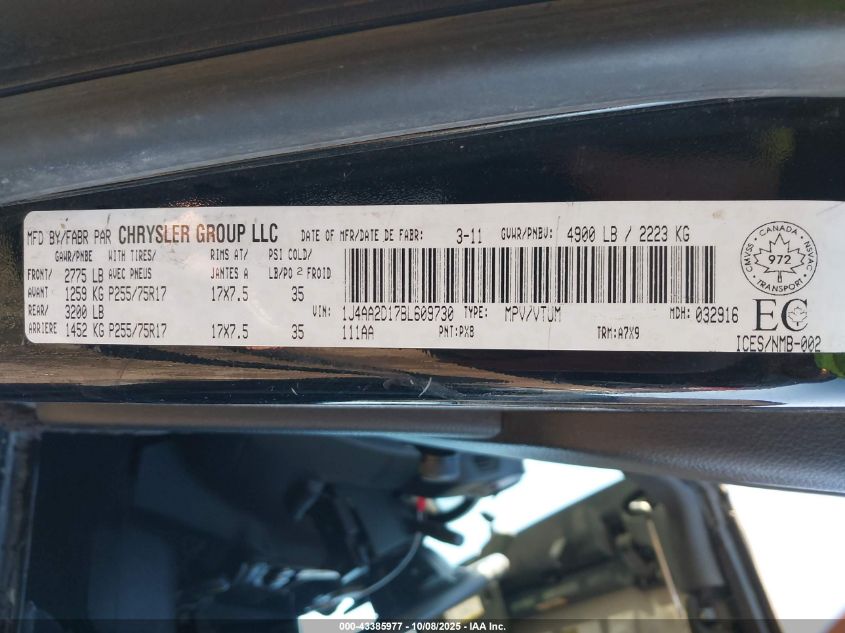 MFD BY/FABR PAR CHRYSLER GROUP LLC DATE OF MFR/DATE DE FABR: 3-11 GVWR/PNBV: 4900 LB / 2223 KG
GAWR/PNBE WITH TIRES/ RIMS AT/ PSI COLD/
FRONT/ 2775 LB AVEC PNEUS JANTES A LB/PO2 FROID
AVANT 1259 KG P255/75R17 17X7.5 35
REAR/ 3200 LB VIN: 1J4AA2D17BL609730 TYPE: MPV/VTUM MDH: 032916
ARRIERE 1452 KG P255/75R17 17X7.5 35 111AA PNT:PX8 TRM:A7X9
CANADA
CMVSS 972 NSVAC
TRANSPORT
EC
ICES/NMB-002
000-43385977 - 10/08/2025 - IAA Inc.